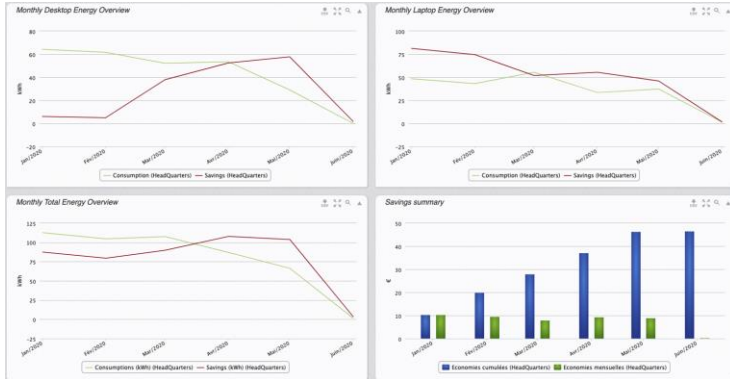 Monthly Desktop Energy Overview
80
60
40
20
0
-20
kWh
Jan/2020
Fév/2020
Mar/2020
Avr/2020
Mai/2020
Juin/2020
Consumption (HeadQuarters)
Savings (HeadQuarters)
Monthly Laptop Energy Overview
100
75
50
25
0
-25
kWh
Jan/2020
Fév/2020
Mar/2020
Avr/2020
Mai/2020
Juin/2020
Consumption (HeadQuarters)
Savings (HeadQuarters)
Monthly Total Energy Overview
125
100
75
50
25
0
-25
kWh
Jan/2020
Fév/2020
Mar/2020
Avr/2020
Mai/2020
Juin/2020
Consumptions (kWh) (HeadQuarters)
Savings (kWh) (HeadQuarters)
Savings summary
50
40
30
20
10
0
€
Jan/2020
Fév/2020
Mar/2020
Avr/2020
Mai/2020
Juin/2020
Economies cumulées (HeadQuarters)
Economies mensuelles (HeadQuarters)